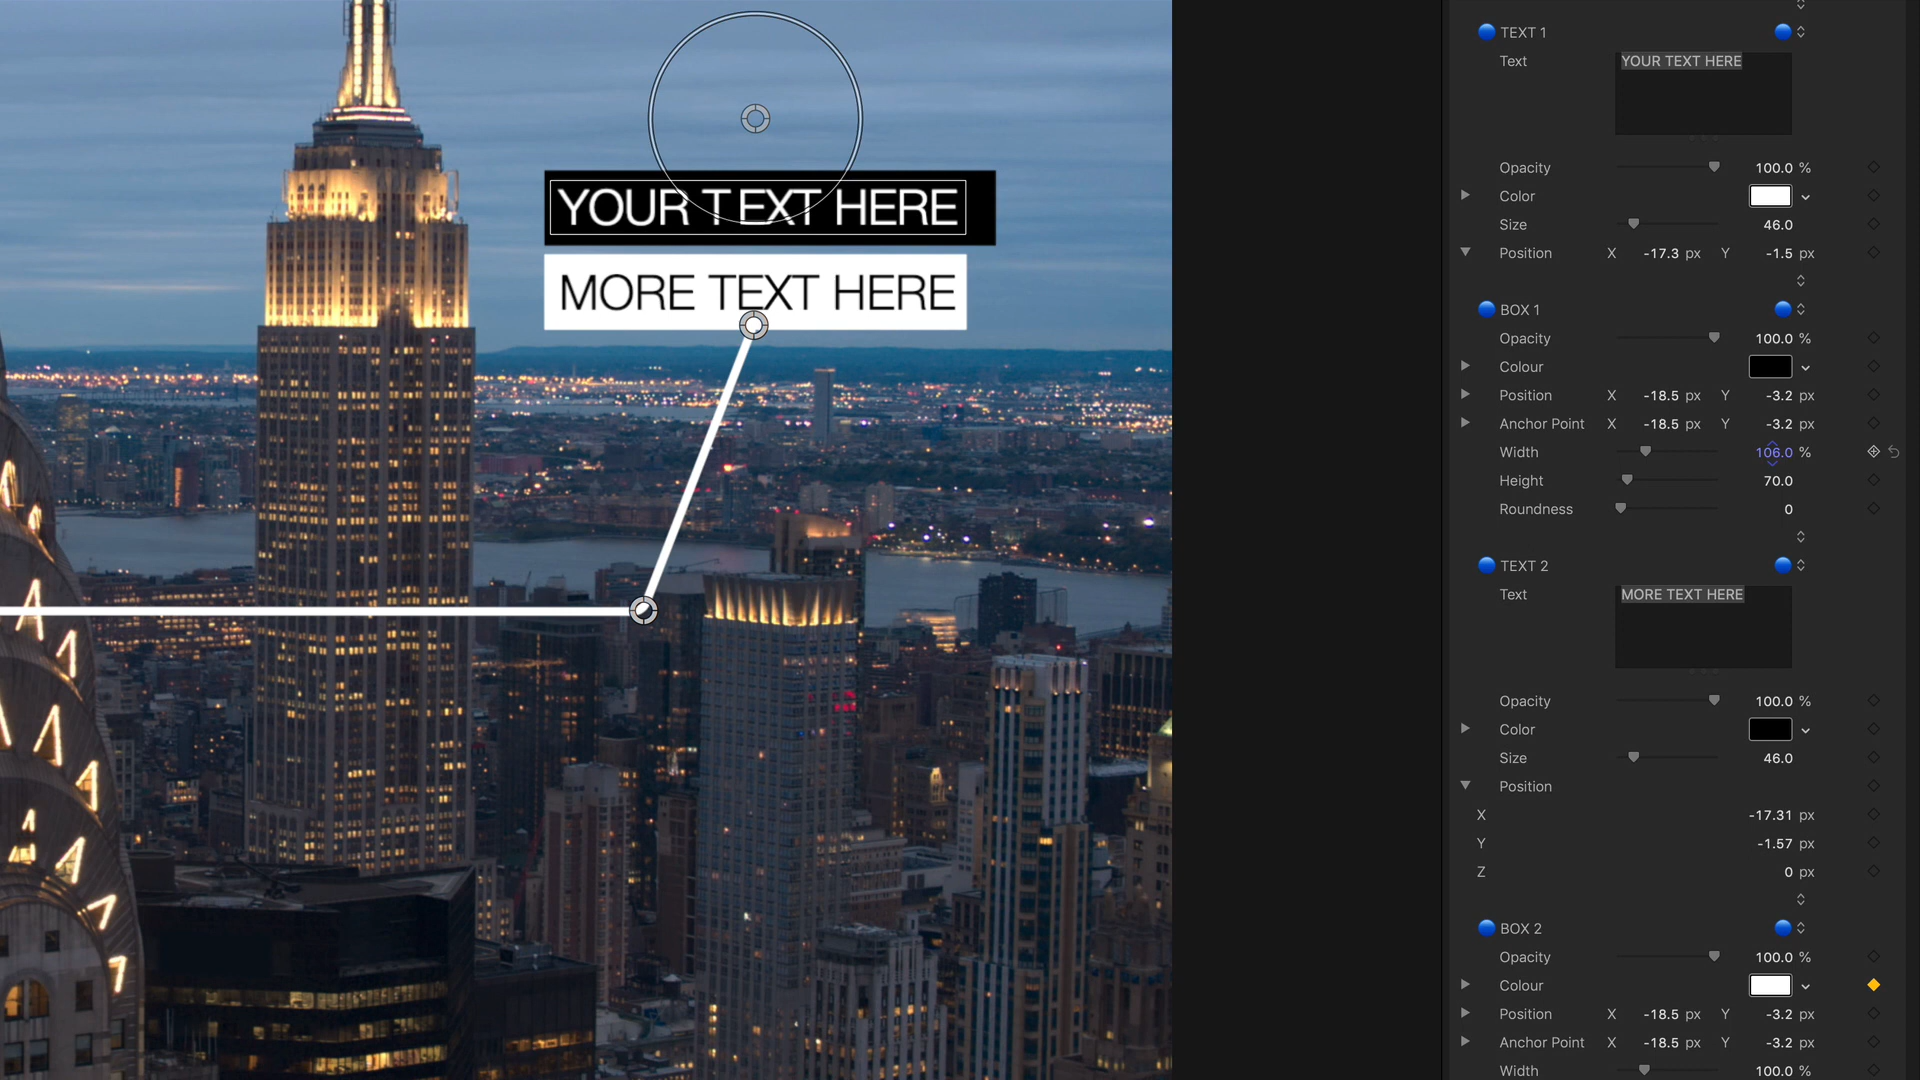 YOUR TEXT HERE
MORE TEXT HERE
TEXT 1
Text YOUR TEXT HERE
Opacity 100.0 %
Color
Size 46.0
Position X -17.3 px Y -1.5 px
BOX 1
Opacity 100.0 %
Colour
Position X -18.5 px Y -3.2 px
Anchor Point X -18.5 px Y -3.2 px
Width 106.0 %
Height 70.0
Roundness 0
TEXT 2
Text MORE TEXT HERE
Opacity 100.0 %
Color
Size 46.0
Position
X -17.31 px
Y -1.57 px
Z 0 px
BOX 2
Opacity 100.0 %
Colour
Position X -18.5 px Y -3.2 px
Anchor Point X -18.5 px Y -3.2 px
Width 100.0 %